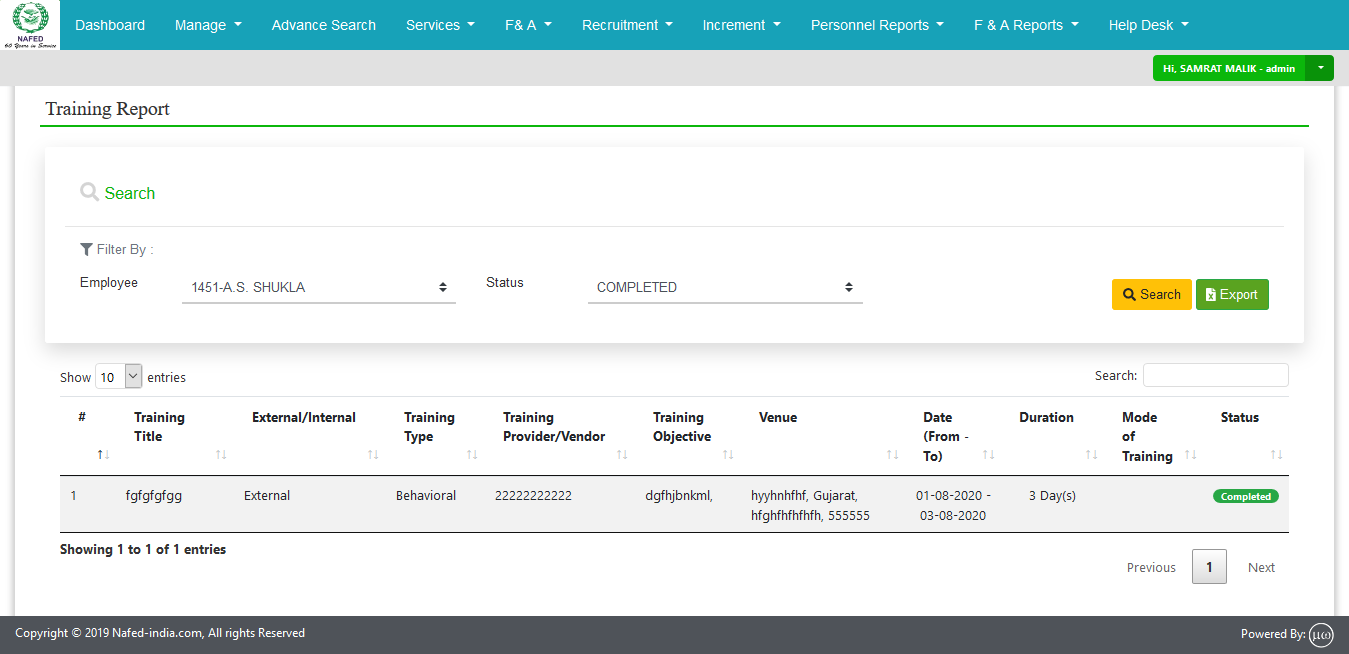 NAFED
60 Years in Service
Dashboard Manage Advance Search Services F& A Recruitment Increment Personnel Reports F & A Reports Help Desk
Hi, SAMRAT MALIK - admin
Training Report
Search
Filter By :
Employee 1451-A.S. SHUKLA Status COMPLETED Search Export
Show 10 entries Search:
# Training External/Internal Training Training Training Venue Date Duration Mode Status
Title Type Provider/Vendor Objective (From - of
To) Training
1 fgfgfgfgg External Behavioral 22222222222 dgfhjbnkml, hyyhnhfhf, Gujarat, 01-08-2020 - 3 Day(s) Completed
hfghfhfhfhfh, 555555 03-08-2020
Showing 1 to 1 of 1 entries
Previous 1 Next
Copyright © 2019 Nafed-india.com, All rights Reserved Powered By: μω